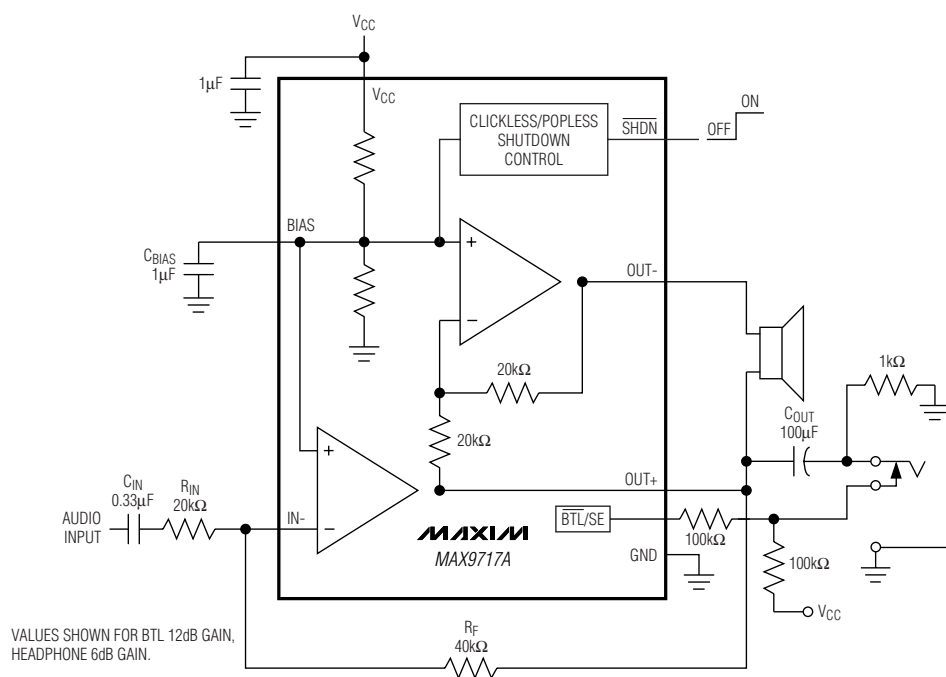 VCC
1µF
VCC
CLICKLESS/POPLESS
SHUTDOWN
CONTROL
SHDN
OFF
ON
BIAS
CBIAS
1µF
+
−
OUT-
20kΩ
20kΩ
1kΩ
COUT
100µF
+
−
OUT+
CIN
0.33µF
RIN
20kΩ
AUDIO
INPUT
IN-
MAXIM
MAX9717A
BTL/SE
100kΩ
GND
100kΩ
VCC
RF
40kΩ
VALUES SHOWN FOR BTL 12dB GAIN,
HEADPHONE 6dB GAIN.